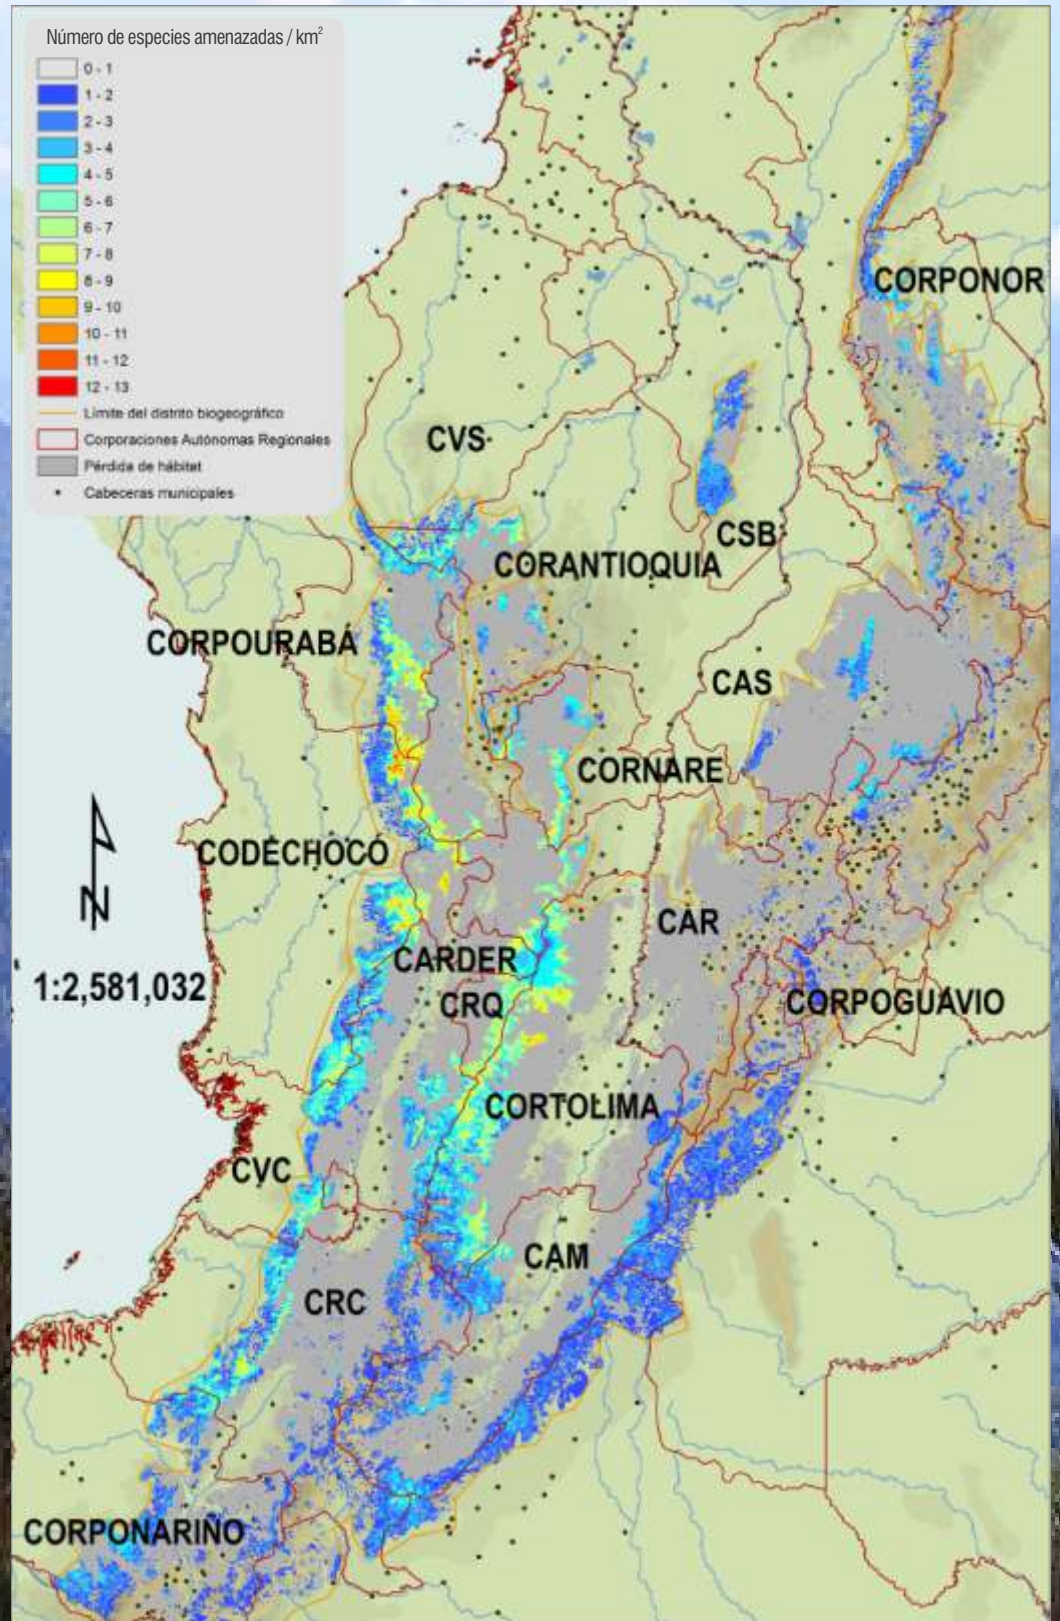 Número de especies amenazadas / km²
0 - 1
1 - 2
2 - 3
3 - 4
4 - 5
5 - 6
6 - 7
7 - 8
8 - 9
9 - 10
10 - 11
11 - 12
12 - 13
Límite del distrito biogeográfico
Corporaciones Autónomas Regionales
Pérdida de hábitat
Cabeceras municipales
CORPONOR
CVS
CSB
CORANTIOQUIA
CORPOURABÁ
CAS
CORNARE
CODECHOCÓ
N
CAR
CARDER
1:2,581,032
CRQ
CORPOGUAVIO
CORTOLIMA
CVC
CAM
CRC
CORPONARIÑO